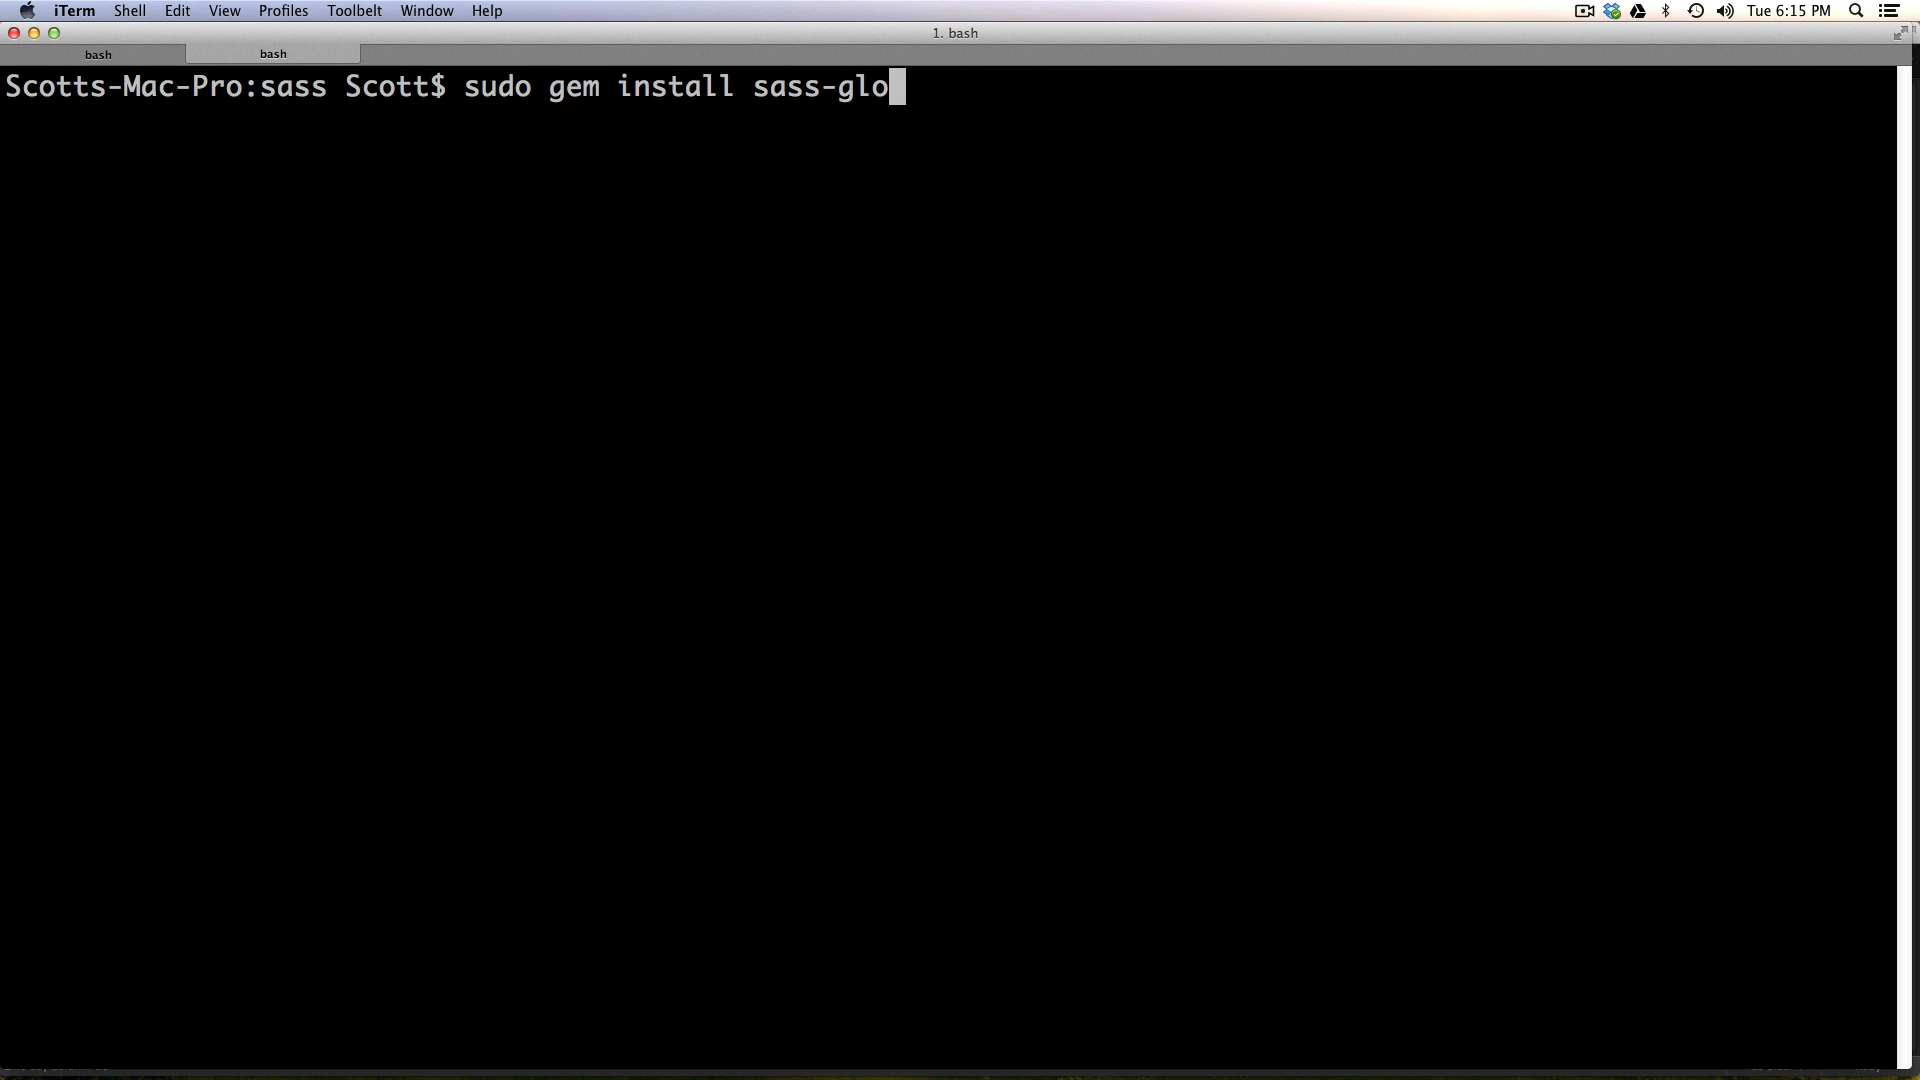 iTerm Shell Edit View Profiles Toolbelt Window Help Tue 6:15 PM
1. bash
bash bash
Scotts-Mac-Pro:sass Scott$ sudo gem install sass-glo